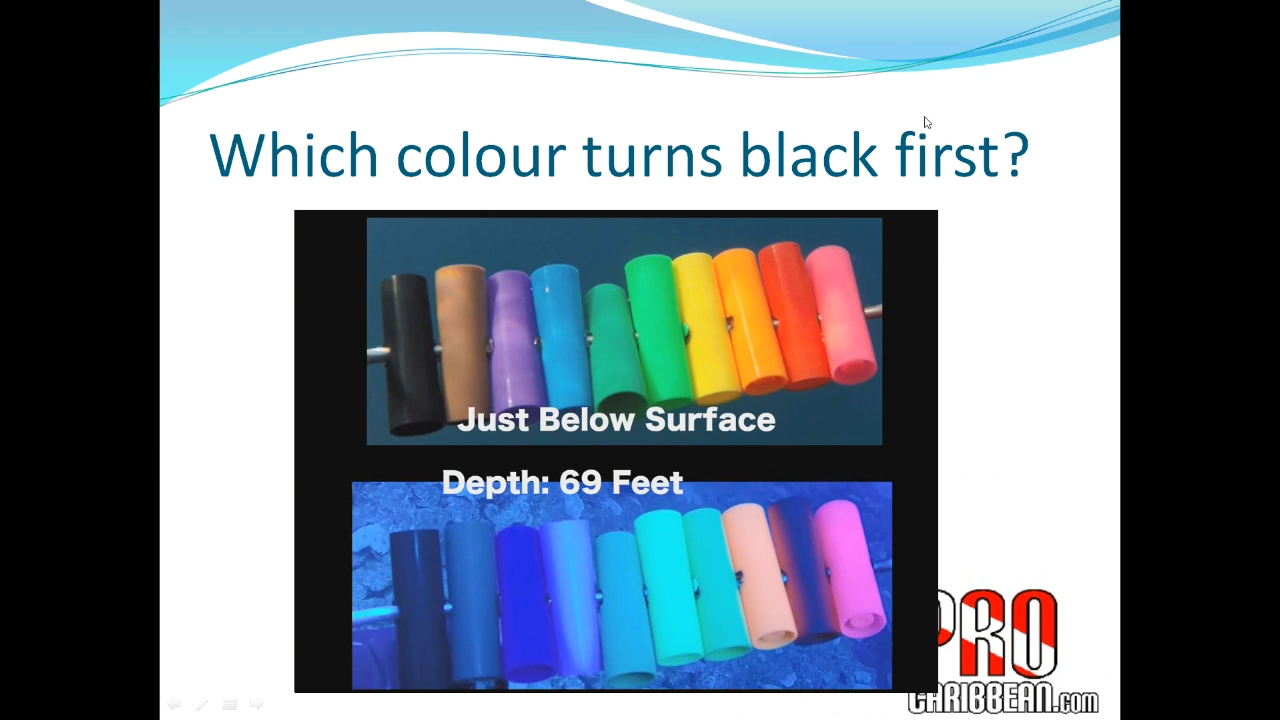 Which colour turns black first?
Just Below Surface
Depth: 69 Feet
PRO
CARIBBEAN.com